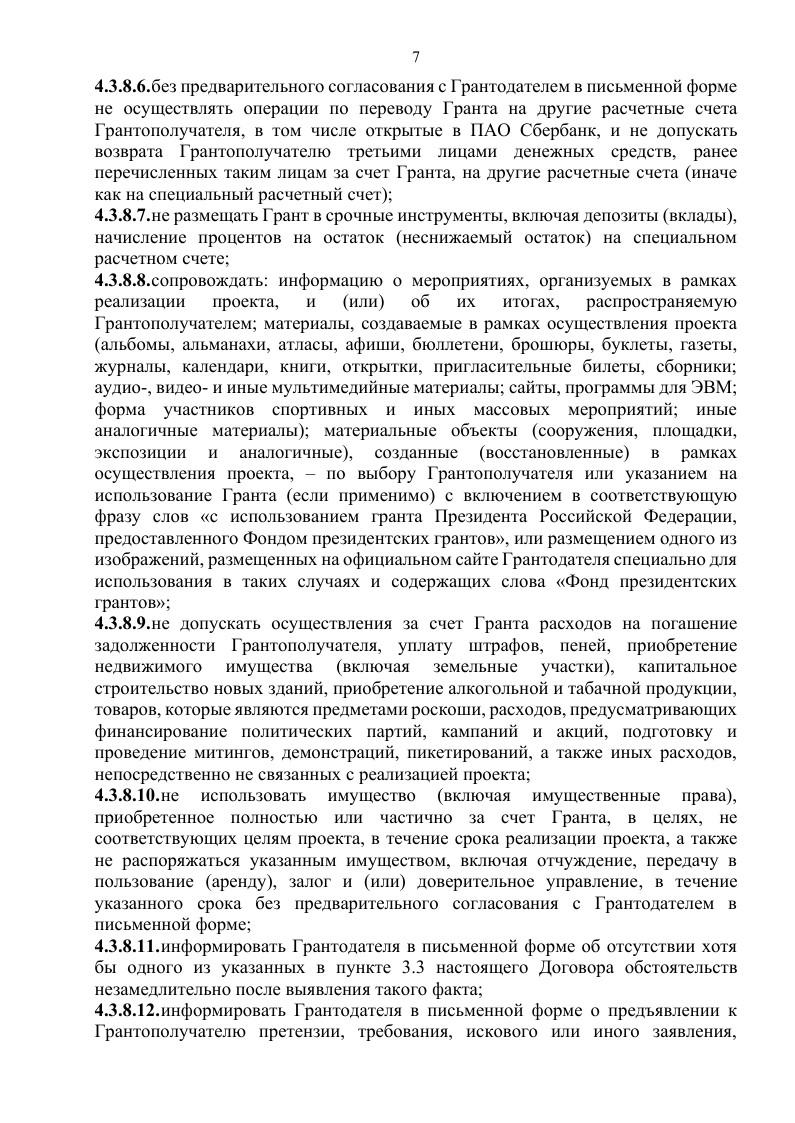 7
4.3.8.6.без предварительного согласования с Грантодателем в письменной форме
не осуществлять операции по переводу Гранта на другие расчетные счета
Грантополучателя, в том числе открытые в ПАО Сбербанк, и не допускать
возврата Грантополучателю третьими лицами денежных средств, ранее
перечисленных таким лицам за счет Гранта, на другие расчетные счета (иначе
как на специальный расчетный счет);
4.3.8.7.не размещать Грант в срочные инструменты, включая депозиты (вклады),
начисление процентов на остаток (неснижаемый остаток) на специальном
расчетном счете;
4.3.8.8.сопровождать: информацию о мероприятиях, организуемых в рамках
реализации проекта, и (или) об их итогах, распространяемую
Грантополучателем; материалы, создаваемые в рамках осуществления проекта
(альбомы, альманахи, атласы, афиши, бюллетени, брошюры, буклеты, газеты,
журналы, календари, книги, открытки, пригласительные билеты, сборники;
аудио-, видео- и иные мультимедийные материалы; сайты, программы для ЭВМ;
форма участников спортивных и иных массовых мероприятий; иные
аналогичные материалы); материальные объекты (сооружения, площадки,
экспозиции и аналогичные), созданные (восстановленные) в рамках
осуществления проекта, – по выбору Грантополучателя или указанием на
использование Гранта (если применимо) с включением в соответствующую
фразу слов «с использованием гранта Президента Российской Федерации,
предоставленного Фондом президентских грантов», или размещением одного из
изображений, размещенных на официальном сайте Грантодателя специально для
использования в таких случаях и содержащих слова «Фонд президентских
грантов»;
4.3.8.9.не допускать осуществления за счет Гранта расходов на погашение
задолженности Грантополучателя, уплату штрафов, пеней, приобретение
недвижимого имущества (включая земельные участки), капитальное
строительство новых зданий, приобретение алкогольной и табачной продукции,
товаров, которые являются предметами роскоши, расходов, предусматривающих
финансирование политических партий, кампаний и акций, подготовку и
проведение митингов, демонстраций, пикетирований, а также иных расходов,
непосредственно не связанных с реализацией проекта;
4.3.8.10.не использовать имущество (включая имущественные права),
приобретенное полностью или частично за счет Гранта, в целях, не
соответствующих целям проекта, в течение срока реализации проекта, а также
не распоряжаться указанным имуществом, включая отчуждение, передачу в
пользование (аренду), залог и (или) доверительное управление, в течение
указанного срока без предварительного согласования с Грантодателем в
письменной форме;
4.3.8.11.информировать Грантодателя в письменной форме об отсутствии хотя
бы одного из указанных в пункте 3.3 настоящего Договора обстоятельств
незамедлительно после выявления такого факта;
4.3.8.12.информировать Грантодателя в письменной форме о предъявлении к
Грантополучателю претензии, требования, искового или иного заявления,